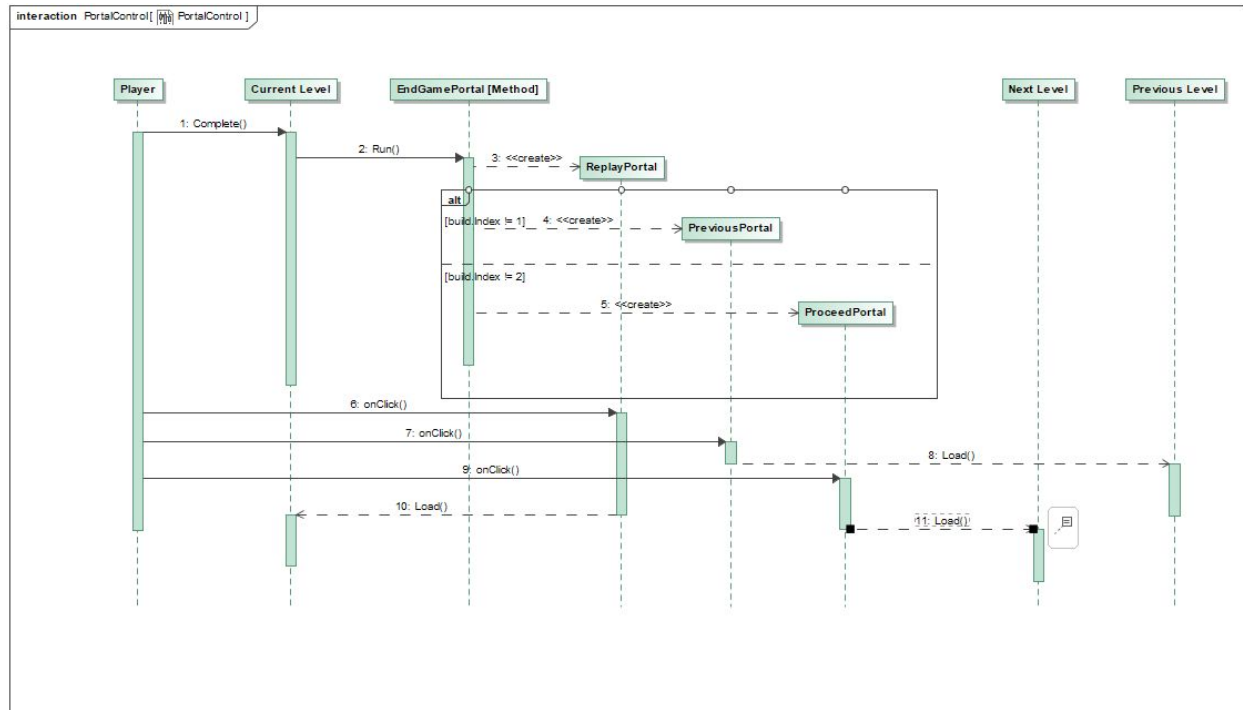 interaction PortalControl[ PortalControl ]
Player
Current Level
EndGamePortal [Method]
Next Level
Previous Level
1: Complete()
2: Run()
3: <<create>>
ReplayPortal
alt
[build.Index != 1]
4: <<create>>
PreviousPortal
[build.Index != 2]
5: <<create>>
ProceedPortal
6: onClick()
7: onClick()
8: Load()
9: onClick()
10: Load()
11: Load()